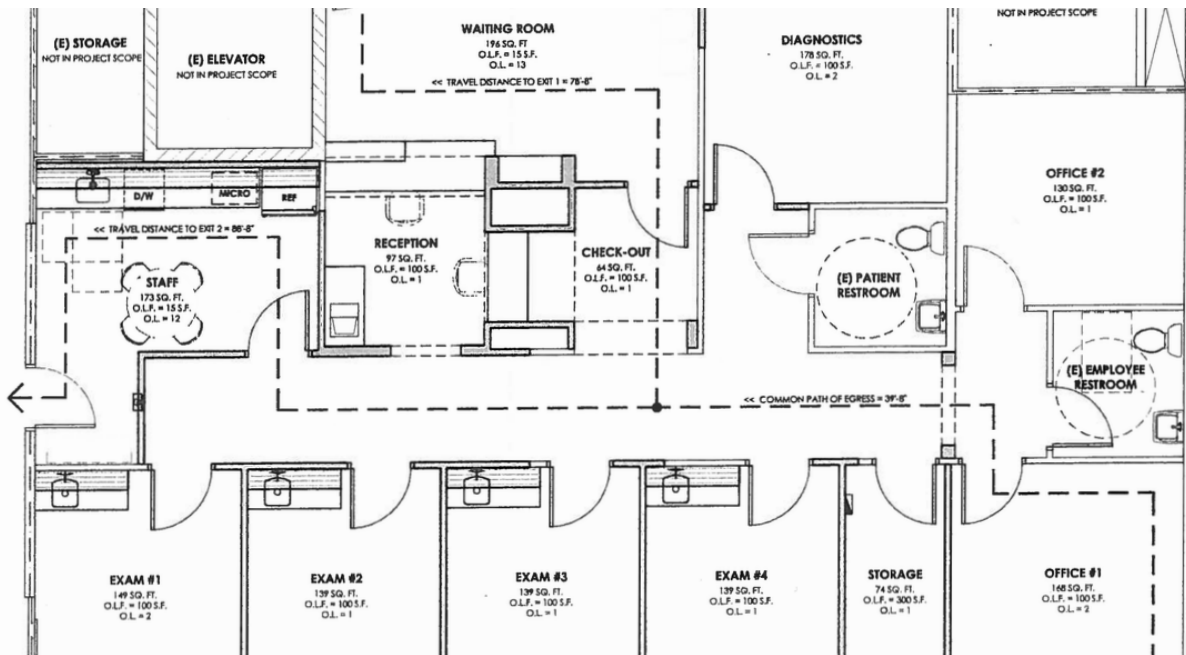 (E) STORAGE
NOT IN PROJECT SCOPE
(E) ELEVATOR
NOT IN PROJECT SCOPE
WAITING ROOM
196 SQ. FT
O.L.F. = 15 S.F.
O.L. = 13
<< TRAVEL DISTANCE TO EXIT 1 = 78'-8"
DIAGNOSTICS
178 SQ. FT.
O.L.F. = 100 S.F.
O.L. = 2
NOT IN PROJECT SCOPE
D/W
MICRO
REF
OFFICE #2
130 SQ. FT.
O.L.F. = 100 S.F.
O.L. = 1
<< TRAVEL DISTANCE TO EXIT 2 = 88'-8"
RECEPTION
97 SQ. FT.
O.L.F. = 100 S.F.
O.L. = 1
CHECK-OUT
64 SQ. FT.
O.L.F. = 100 S.F.
O.L. = 1
STAFF
173 SQ. FT.
O.L.F. = 15 S.F.
O.L. = 12
(E) PATIENT
RESTROOM
(E) EMPLOYEE
RESTROOM
<< COMMON PATH OF EGRESS = 39'-8"
EXAM #1
149 SQ. FT.
O.L.F. = 100 S.F.
O.L. = 2
EXAM #2
139 SQ. FT.
O.L.F. = 100 S.F.
O.L. = 1
EXAM #3
139 SQ. FT.
O.L.F. = 100 S.F.
O.L. = 1
EXAM #4
139 SQ. FT.
O.L.F. = 100 S.F.
O.L. = 1
STORAGE
74 SQ. FT.
O.L.F. = 300 S.F.
O.L. = 1
OFFICE #1
168 SQ. FT.
O.L.F. = 100 S.F.
O.L. = 2